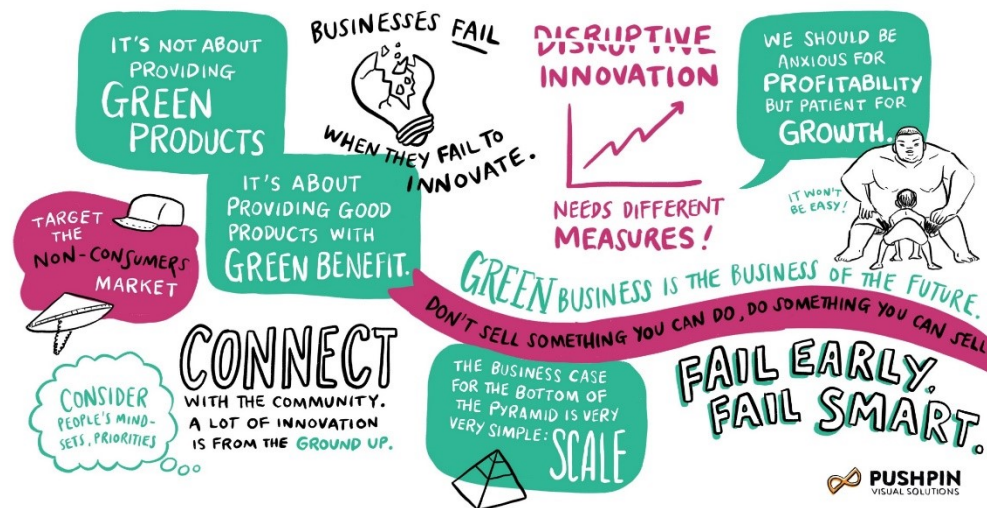 IT'S NOT ABOUT
PROVIDING
GREEN
PRODUCTS
IT'S ABOUT
PROVIDING GOOD
PRODUCTS WITH
GREEN BENEFIT.
BUSINESSES FAIL
WHEN THEY FAIL TO
INNOVATE.
DISRUPTIVE
INNOVATION
NEEDS DIFFERENT
MEASURES!
WE SHOULD BE
ANXIOUS FOR
PROFITABILITY
BUT PATIENT FOR
GROWTH.
IT WON'T
BE EASY!
TARGET
THE
NON-CONSUMERS
MARKET
GREEN BUSINESS IS THE BUSINESS OF THE FUTURE.
DON'T SELL SOMETHING YOU CAN DO, DO SOMETHING YOU CAN SELL
CONSIDER
PEOPLE'S MIND-
SETS, PRIORITIES
CONNECT
WITH THE COMMUNITY.
A LOT OF INNOVATION
IS FROM THE GROUND UP.
THE BUSINESS CASE
FOR THE BOTTOM OF
THE PYRAMID IS VERY
VERY SIMPLE:
SCALE
FAIL EARLY.
FAIL SMART.
PUSHPIN
VISUAL SOLUTIONS